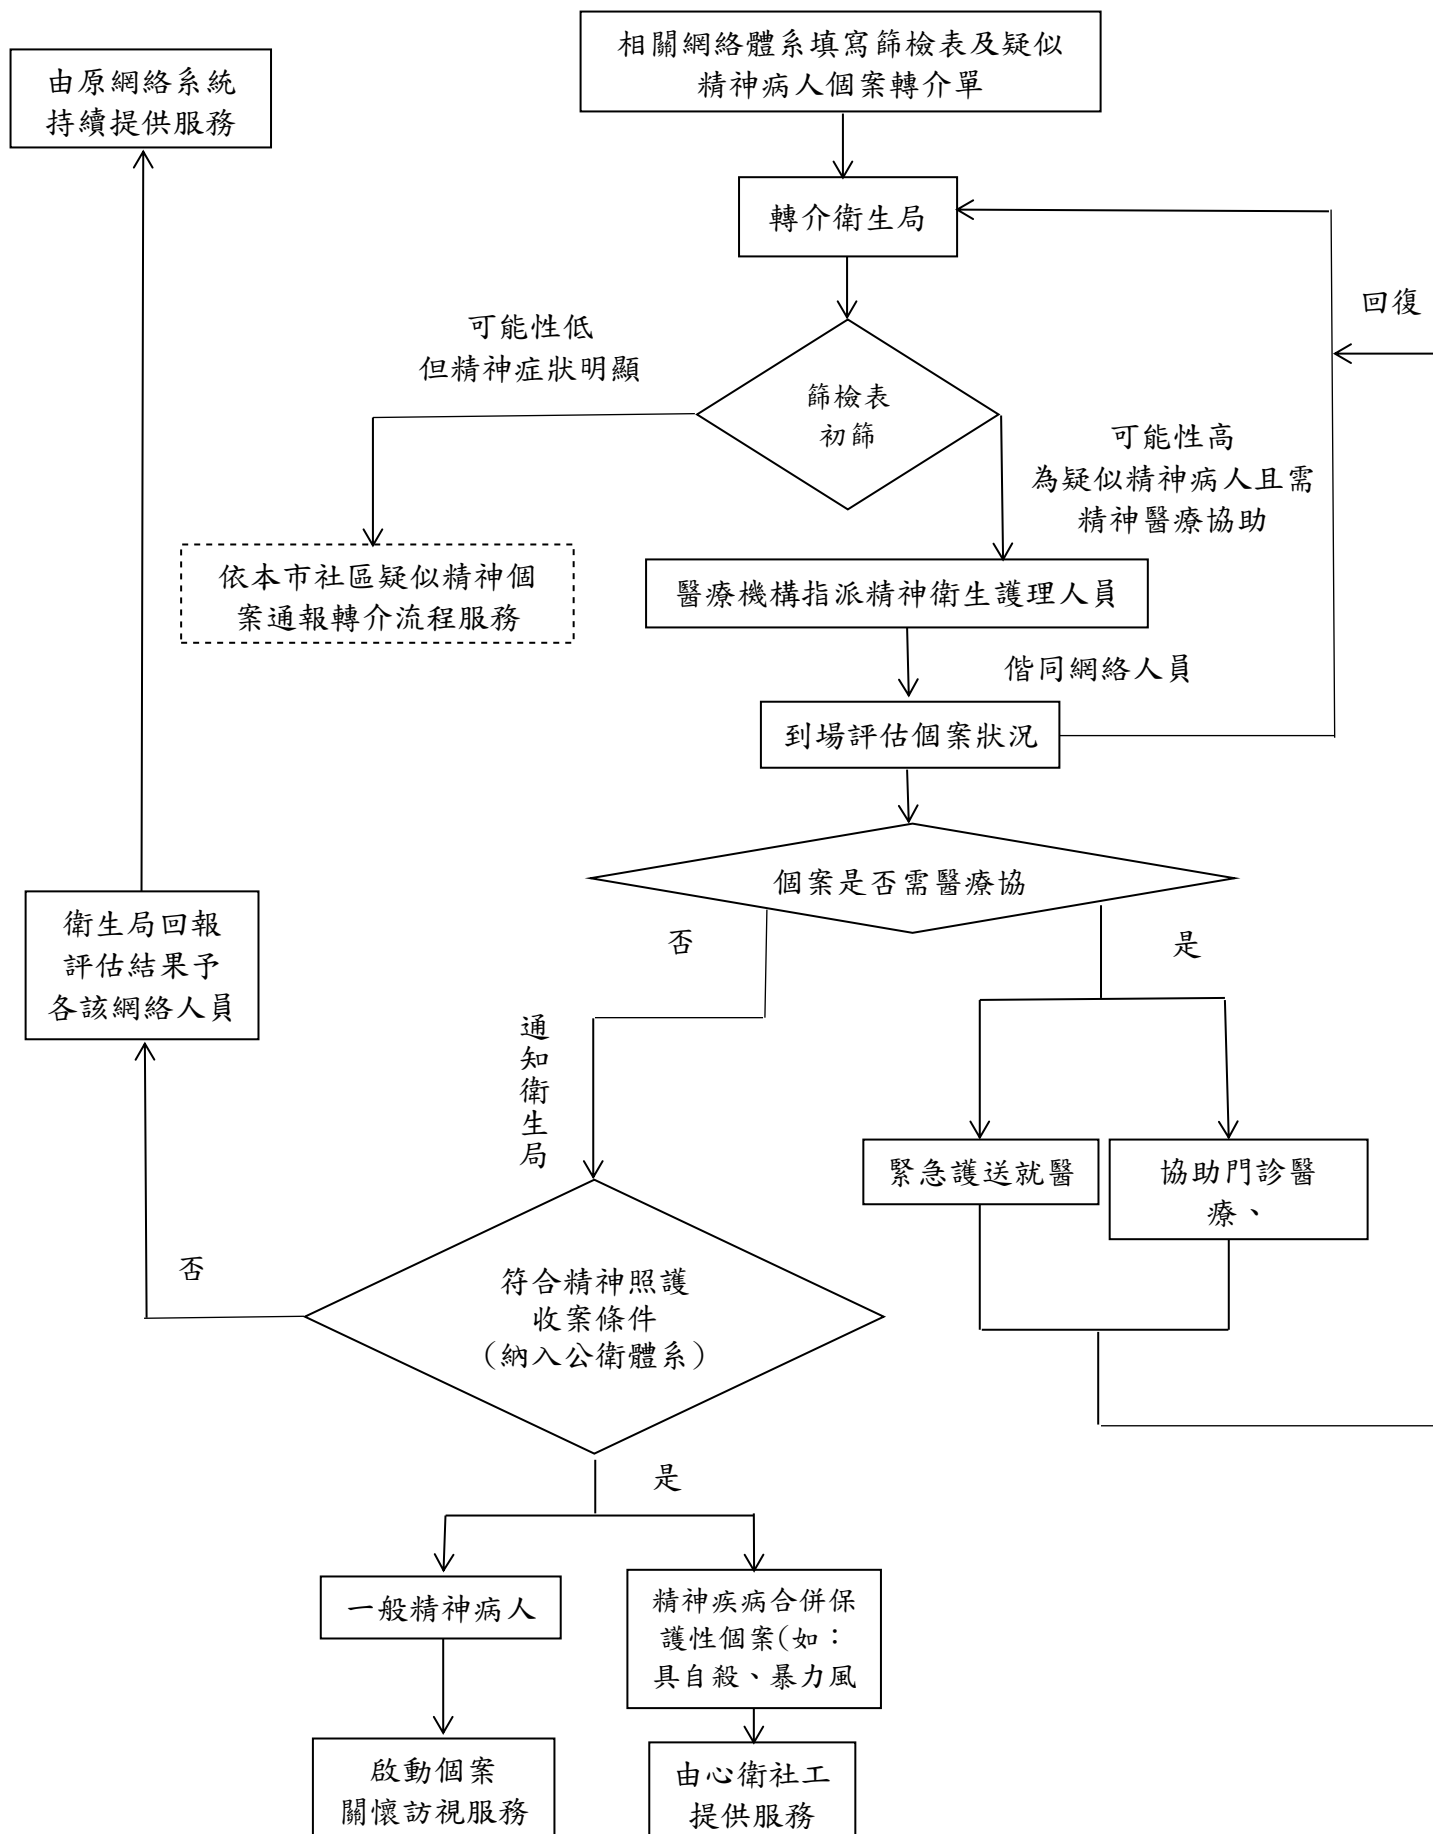 相關網絡體系填寫篩檢表及疑似
精神病人個案轉介單
由原網絡系統
持續提供服務
轉介衛生局
回復
可能性低
但精神症狀明顯
篩檢表
初篩
可能性高
為疑似精神病人且需
精神醫療協助
依本市社區疑似精神個
案通報轉介流程服務
醫療機構指派精神衛生護理人員
偕同網絡人員
到場評估個案狀況
個案是否需醫療協
衛生局回報
評估結果予
各該網絡人員
否
是
通
知
衛
生
局
緊急護送就醫
協助門診醫
療、
否
符合精神照護
收案條件
（納入公衛體系）
是
一般精神病人
精神疾病合併保
護性個案(如：
具自殺、暴力風
啟動個案
關懷訪視服務
由心衛社工
提供服務